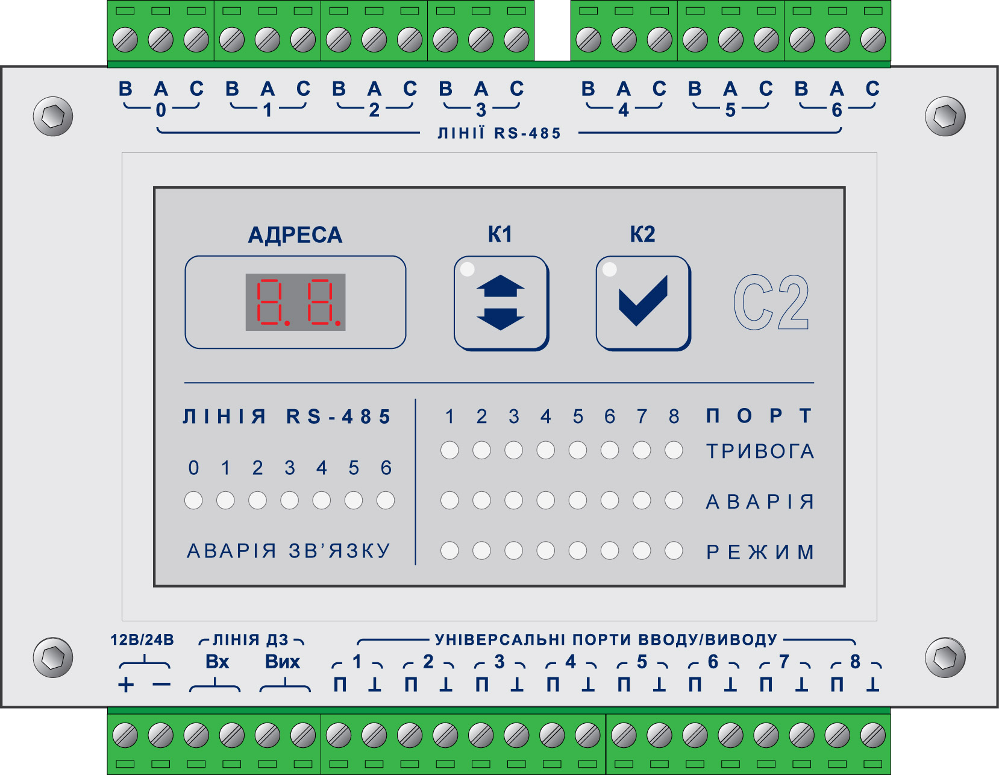 B A C B A C B A C B A C B A C B A C B A C
0 1 2 3 4 5 6
ЛІНІЇ RS-485
АДРЕСА К1 К2
8.8.
C2
ЛІНІЯ RS-485
0 1 2 3 4 5 6
АВАРІЯ ЗВ’ЯЗКУ
1 2 3 4 5 6 7 8 ПОРТ
ТРИВОГА
АВАРІЯ
РЕЖИМ
12В/24В ЛІНІЯ ДЗ УНІВЕРСАЛЬНІ ПОРТИ ВВОДУ/ВИВОДУ
Вх Вих 1 2 3 4 5 6 7 8
+ − П ⊥ П ⊥ П ⊥ П ⊥ П ⊥ П ⊥ П ⊥ П ⊥